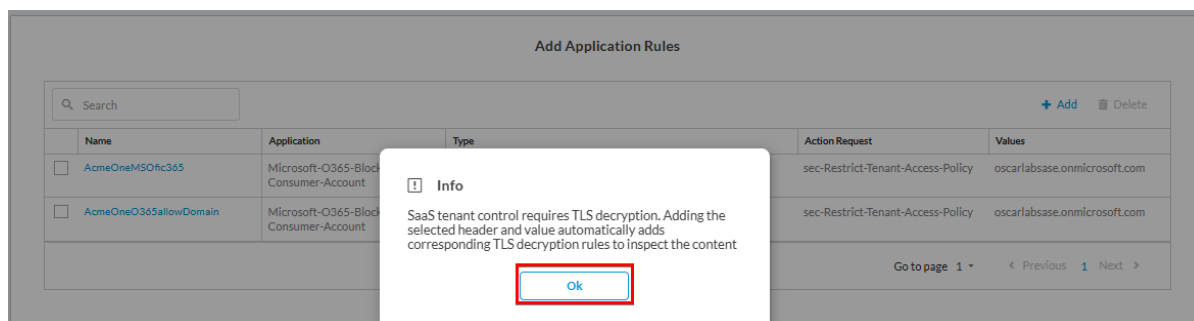 Add Application Rules
Search
+ Add Delete
Name Application Type Action Request Values
AcmeOneMSOfic365 Microsoft-O365-Block sec-Restrict-Tenant-Access-Policy oscarlabsase.onmicrosoft.com
Consumer-Account
AcmeOneO365allowDomain Microsoft-O365-Block sec-Restrict-Tenant-Access-Policy oscarlabsase.onmicrosoft.com
Consumer-Account
Info
SaaS tenant control requires TLS decryption. Adding the
selected header and value automatically adds
corresponding TLS decryption rules to inspect the content
Ok
Go to page 1 < Previous 1 Next >